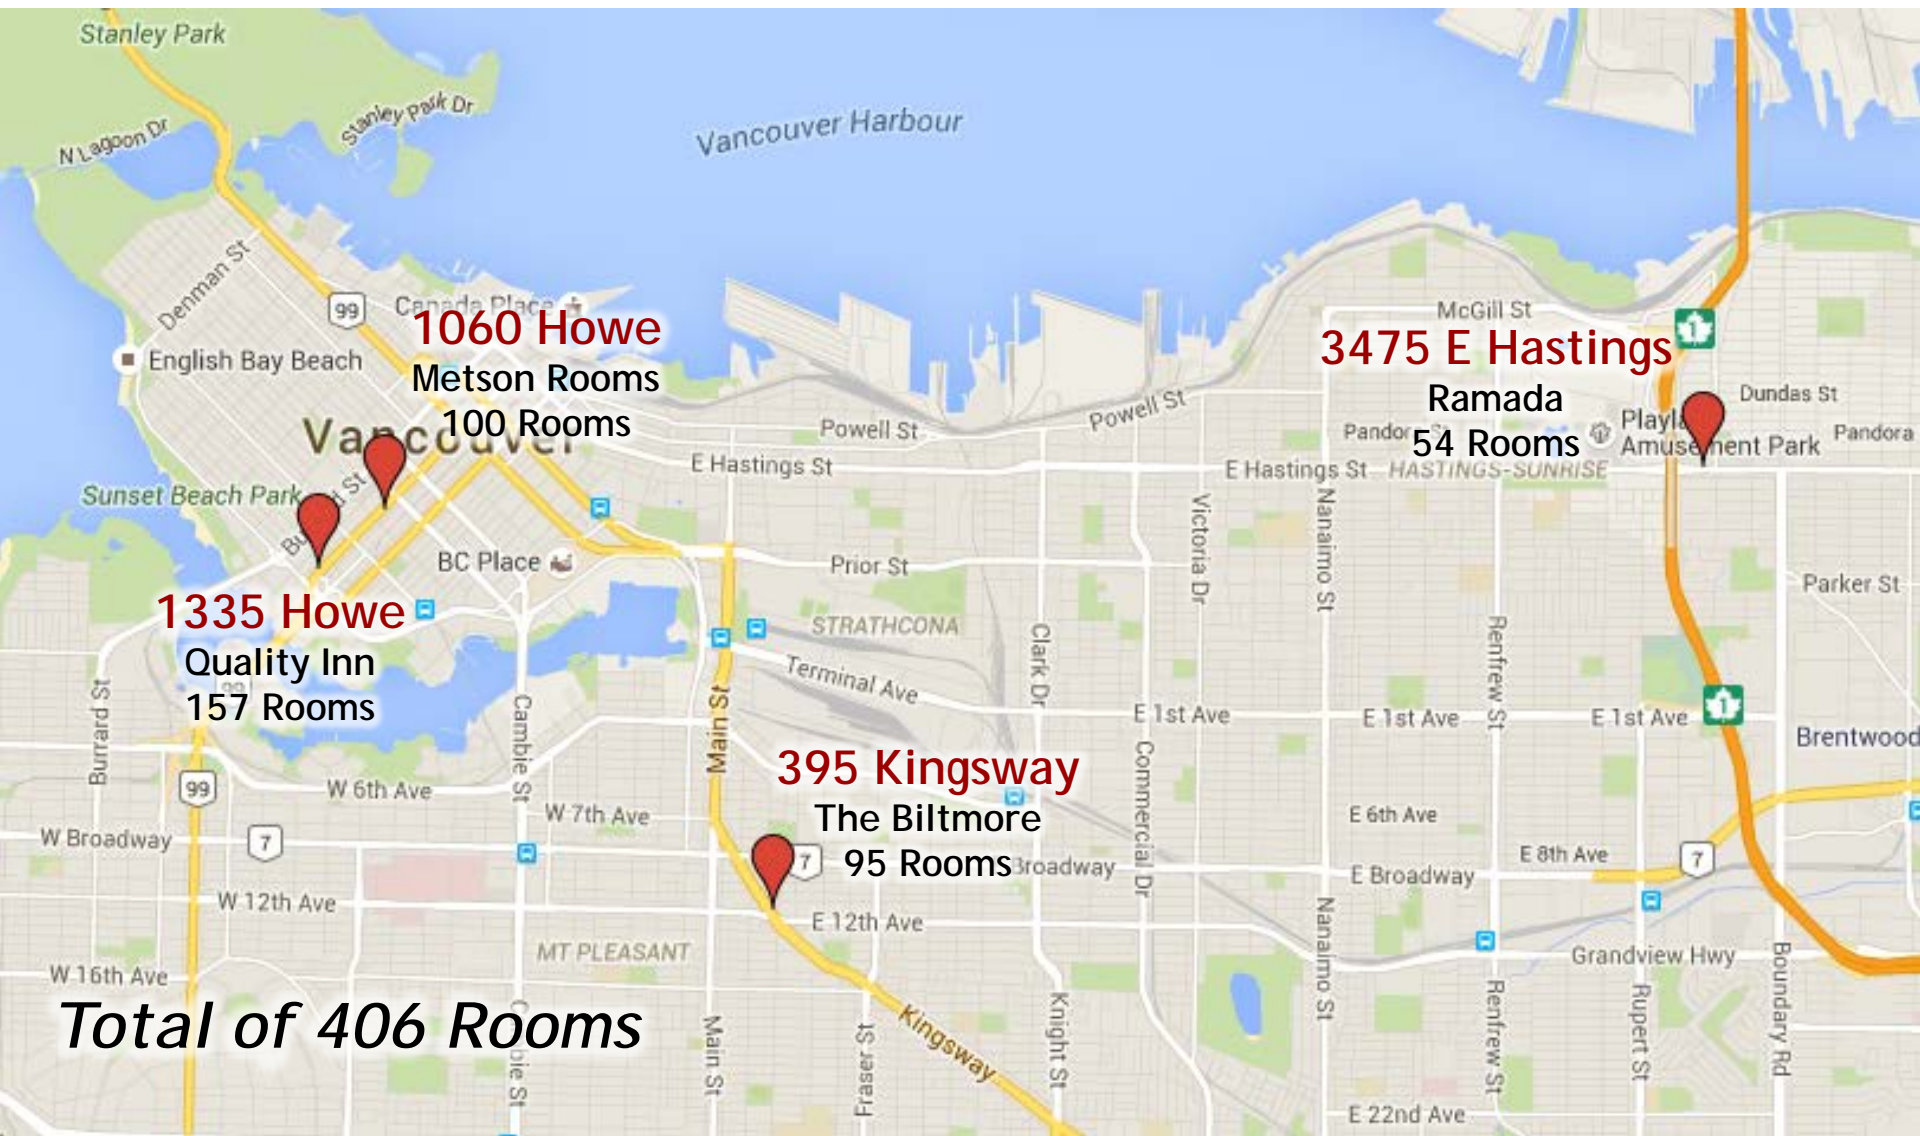 Stanley Park
Stanley Park Dr
N Lagoon Dr
Vancouver Harbour
Denman St
99
Canada Place
1060 Howe
Metson Rooms
100 Rooms
English Bay Beach
Vancouver
McGill St
1
3475 E Hastings
Ramada
54 Rooms
Dundas St
Amusement Park
Pandora
Powell St
Powell St
E Hastings St
E Hastings St
HASTINGS-SUNRISE
Sunset Beach Park
BC Place
Prior St
Victoria Dr
Nanaimo St
Parker St
1335 Howe
Quality Inn
157 Rooms
STRATHCONA
Terminal Ave
Clark Dr
Renfrew St
Burrard St
Cambie St
Main St
E 1st Ave
E 1st Ave
E 1st Ave
1
Brentwood
395 Kingsway
The Biltmore
95 Rooms
Commercial Dr
99
W 6th Ave
W 7th Ave
E 6th Ave
W Broadway
7
7
Broadway
E Broadway
E 8th Ave
7
W 12th Ave
E 12th Ave
MT PLEASANT
Nanaimo St
Grandview Hwy
Boundary Rd
W 16th Ave
Total of 406 Rooms
Main St
Fraser St
Kingsway
Knight St
Renfrew St
Rupert St
E 22nd Ave